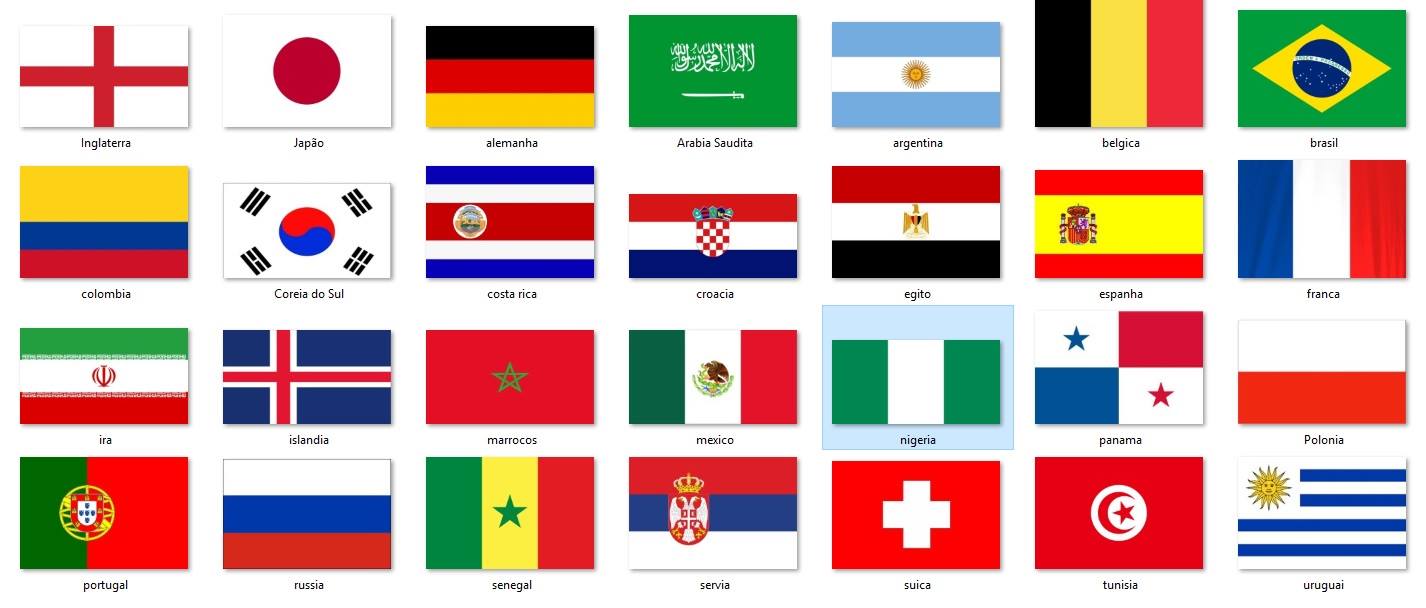 Inglaterra
Japão
alemanha
Arabia Saudita
argentina
belgica
brasil
colombia
Coreia do Sul
costa rica
croacia
egito
espanha
franca
ira
islandia
marrocos
mexico
nigeria
panama
Polonia
portugal
russia
senegal
servia
suica
tunisia
uruguai